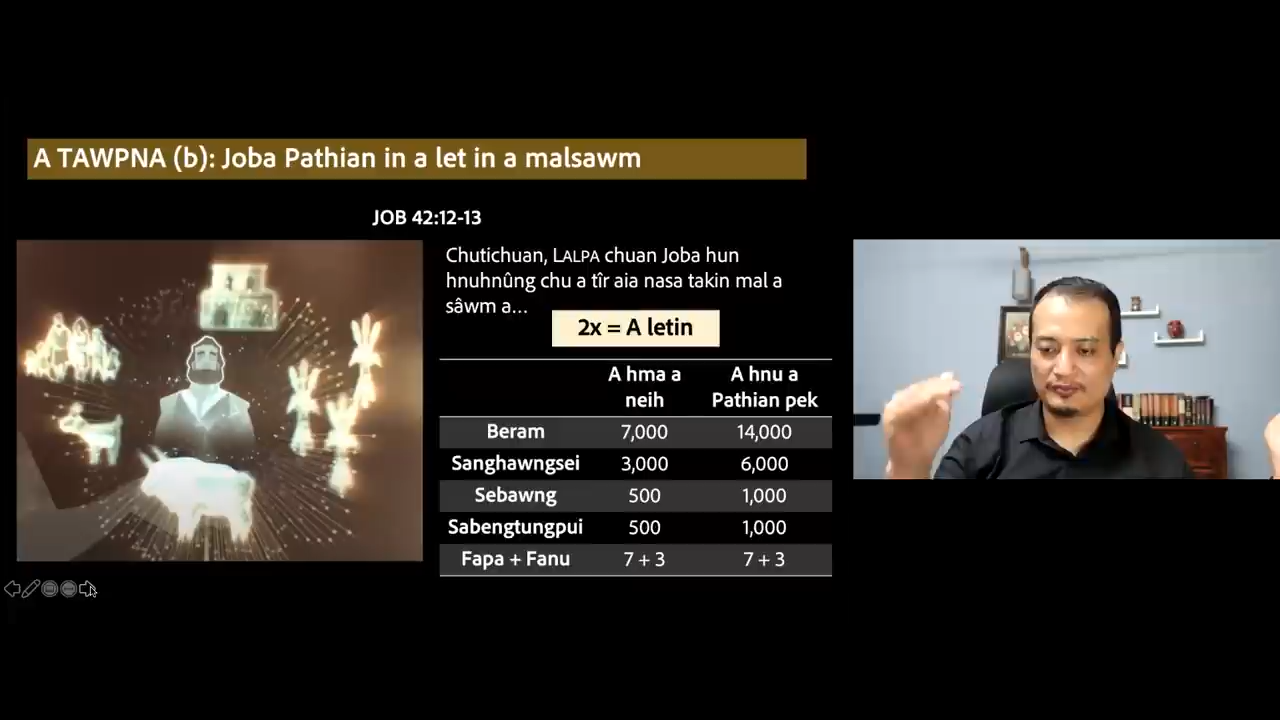 A TAWPNA (b): Joba Pathian in a let in a malsawm
JOB 42:12-13
Chutichuan, LALPA chuan Joba hun
hnuhnûng chu a tîr aia nasa takin mal a
sâwm a...
2x = A letin
A hma a neih A hnu a Pathian pek
Beram 7,000 14,000
Sanghawngsei 3,000 6,000
Sebawng 500 1,000
Sabengtungpui 500 1,000
Fapa + Fanu 7 + 3 7 + 3